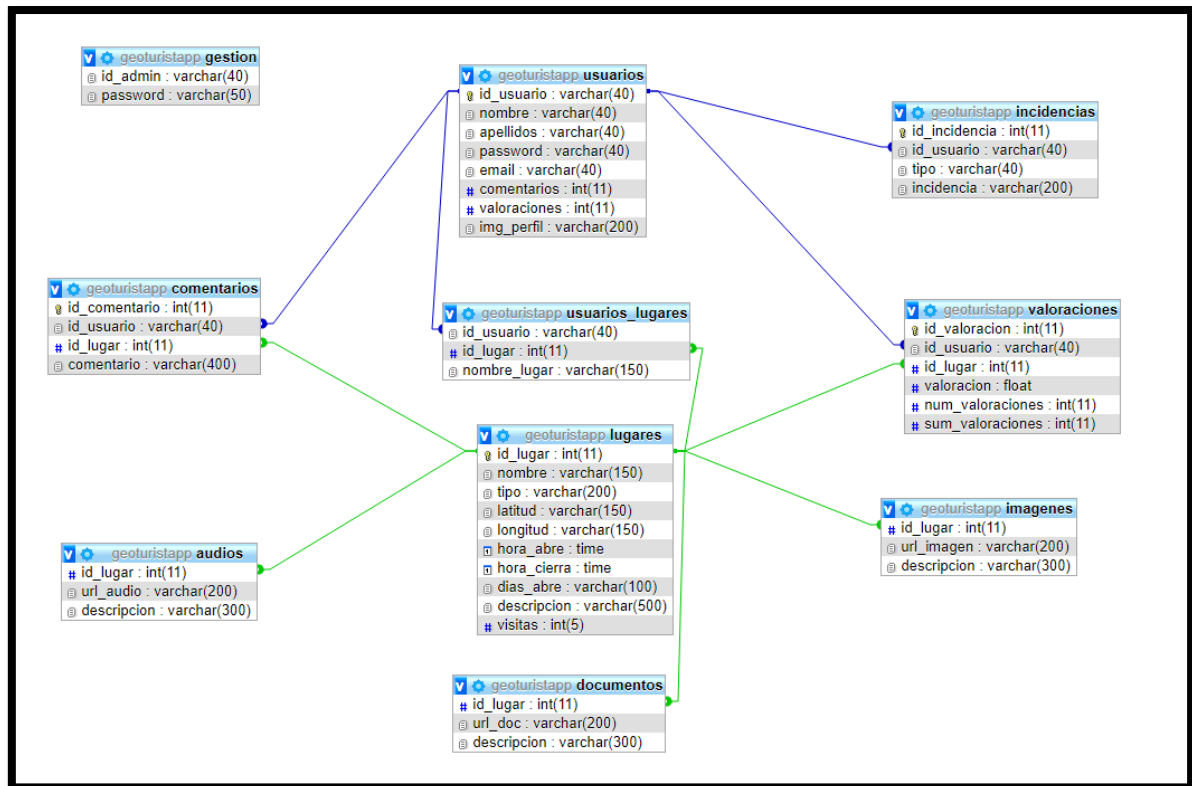 geoturistapp gestion
id_admin : varchar(40)
password : varchar(50)
geoturistapp usuarios
id_usuario : varchar(40)
nombre : varchar(40)
apellidos : varchar(40)
password : varchar(40)
email : varchar(40)
# comentarios : int(11)
# valoraciones : int(11)
img_perfil : varchar(200)
geoturistapp incidencias
id_incidencia : int(11)
id_usuario : varchar(40)
tipo : varchar(40)
incidencia : varchar(200)
geoturistapp comentarios
id_comentario : int(11)
id_usuario : varchar(40)
# id_lugar : int(11)
comentario : varchar(400)
geoturistapp usuarios_lugares
id_usuario : varchar(40)
# id_lugar : int(11)
nombre_lugar : varchar(150)
geoturistapp valoraciones
id_valoracion : int(11)
id_usuario : varchar(40)
# id_lugar : int(11)
# valoracion : float
# num_valoraciones : int(11)
# sum_valoraciones : int(11)
geoturistapp lugares
id_lugar : int(11)
nombre : varchar(150)
tipo : varchar(200)
latitud : varchar(150)
longitud : varchar(150)
hora_abre : time
hora_cierra : time
dias_abre : varchar(100)
descripcion : varchar(500)
# visitas : int(5)
geoturistapp imagenes
# id_lugar : int(11)
url_imagen : varchar(200)
descripcion : varchar(300)
geoturistapp audios
# id_lugar : int(11)
url_audio : varchar(200)
descripcion : varchar(300)
geoturistapp documentos
# id_lugar : int(11)
url_doc : varchar(200)
descripcion : varchar(300)